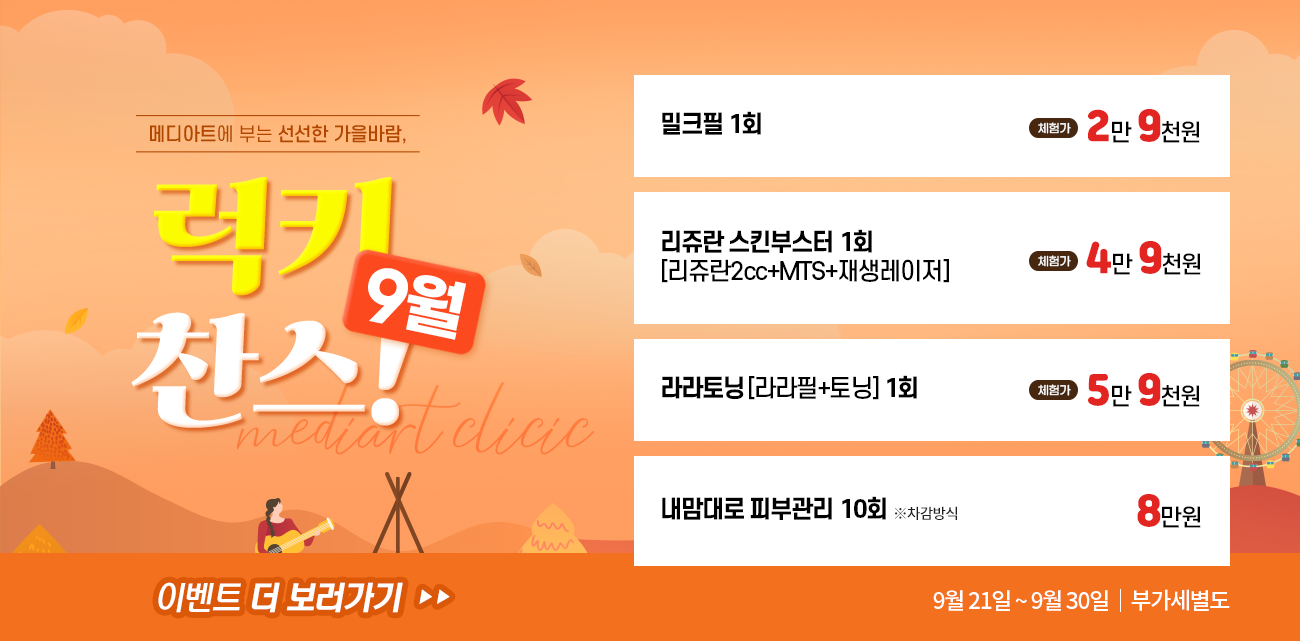 메디아트에 부는 선선한 가을바람,
럭키
9월
찬스!
mediart clicic
밀크필 1회
체험가 2만 9천원
리쥬란 스킨부스터 1회
[리쥬란2cc+MTS+재생레이저]
체험가 4만 9천원
라라토닝[라라필+토닝] 1회
체험가 5만 9천원
내맘대로 피부관리 10회 ※차감방식
8만원
이벤트 더 보러가기
9월 21일 ~ 9월 30일 | 부가세별도